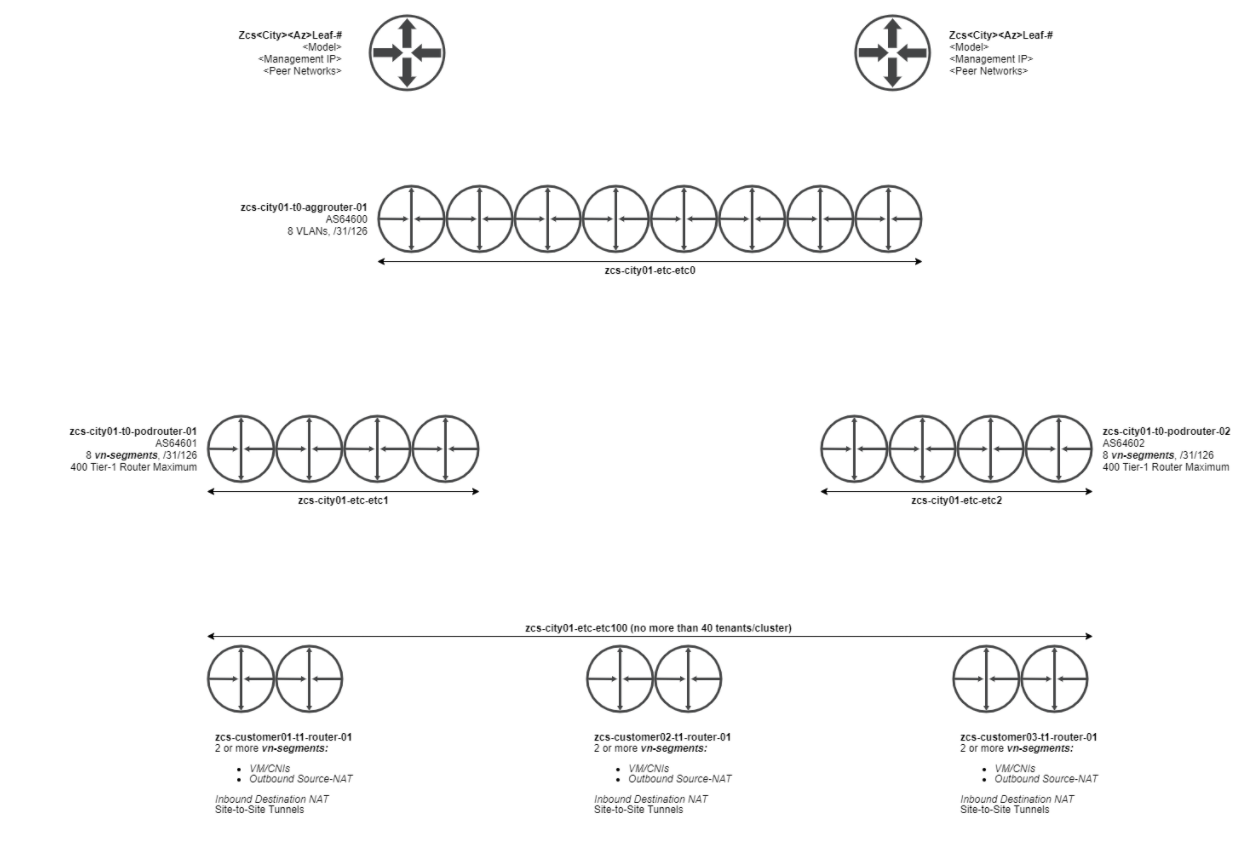 Zcs<City><Az>Leaf-#
<Model>
<Management IP>
<Peer Networks>
Zcs<City><Az>Leaf-#
<Model>
<Management IP>
<Peer Networks>
zcs-city01-t0-aggrouter-01
AS64600
8 VLANs, /31/126
zcs-city01-etc-etc0
zcs-city01-t0-podrouter-01
AS64601
8 vn-segments, /31/126
400 Tier-1 Router Maximum
zcs-city01-etc-etc1
zcs-city01-t0-podrouter-02
AS64602
8 vn-segments, /31/126
400 Tier-1 Router Maximum
zcs-city01-etc-etc2
zcs-city01-etc-etc100 (no more than 40 tenants/cluster)
zcs-customer01-t1-router-01
2 or more vn-segments:
• VM/CNIs
• Outbound Source-NAT
Inbound Destination NAT
Site-to-Site Tunnels
zcs-customer02-t1-router-01
2 or more vn-segments:
• VM/CNIs
• Outbound Source-NAT
Inbound Destination NAT
Site-to-Site Tunnels
zcs-customer03-t1-router-01
2 or more vn-segments:
• VM/CNIs
• Outbound Source-NAT
Inbound Destination NAT
Site-to-Site Tunnels